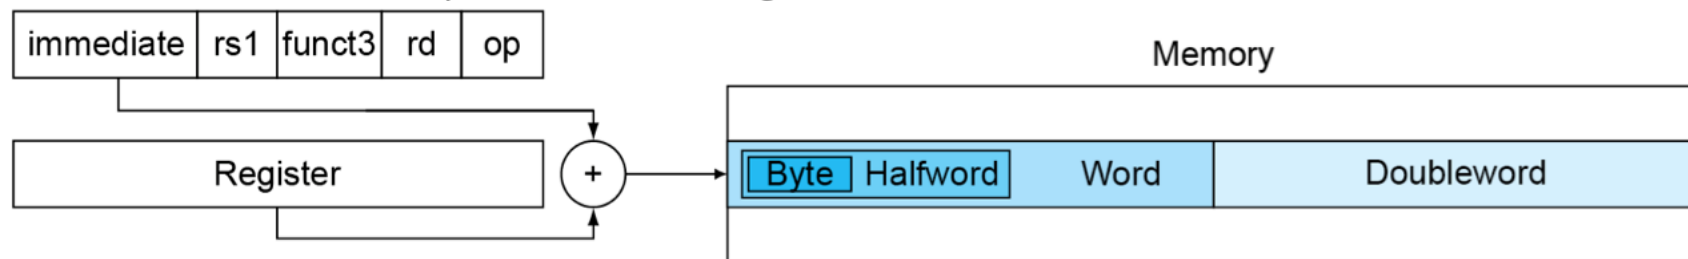 immediate rs1 funct3 rd op
Memory
Register + Byte Halfword Word Doubleword